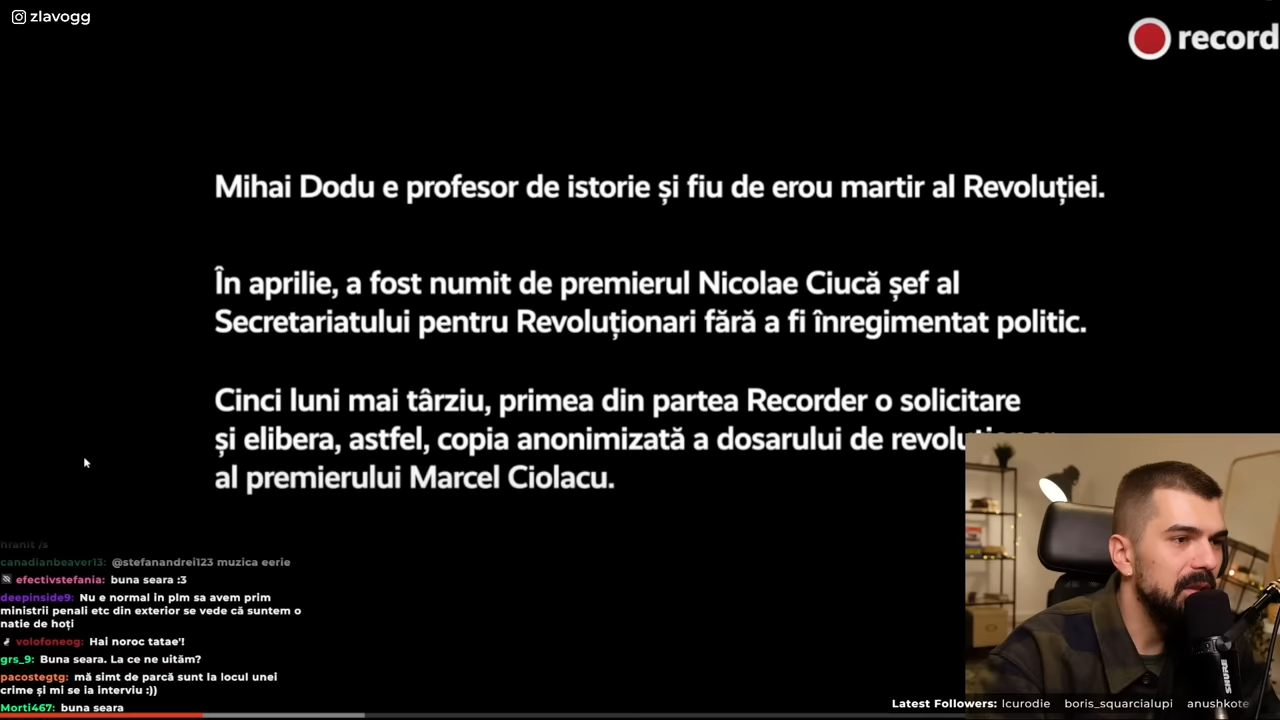 zlavogg
record
Mihai Dodu e profesor de istorie și fiu de erou martir al Revoluției.
În aprilie, a fost numit de premierul Nicolae Ciucă șef al
Secretariatului pentru Revoluționari fără a fi înregimentat politic.
Cinci luni mai târziu, primea din partea Recorder o solicitare
și elibera, astfel, copia anonimizată a dosarului de
al premierului Marcel Ciolacu.
hranit /s
canadianbeaver13: @stefanandrei123 muzica eerie
efectivstefania: buna seara :3
deepinside9: Nu e normal in plm sa avem prim
ministrii penali etc din exterior se vede că suntem o
natie de hoți
volofoneog: Hai noroc tatae'!
grs_9: Buna seara. La ce ne uităm?
pacostegtg: mă simt de parcă sunt la locul unei
crime și mi se ia interviu :))
Morti467: buna seara
SHURE
Latest Followers: lcurodie boris_squarcialupi anushkote